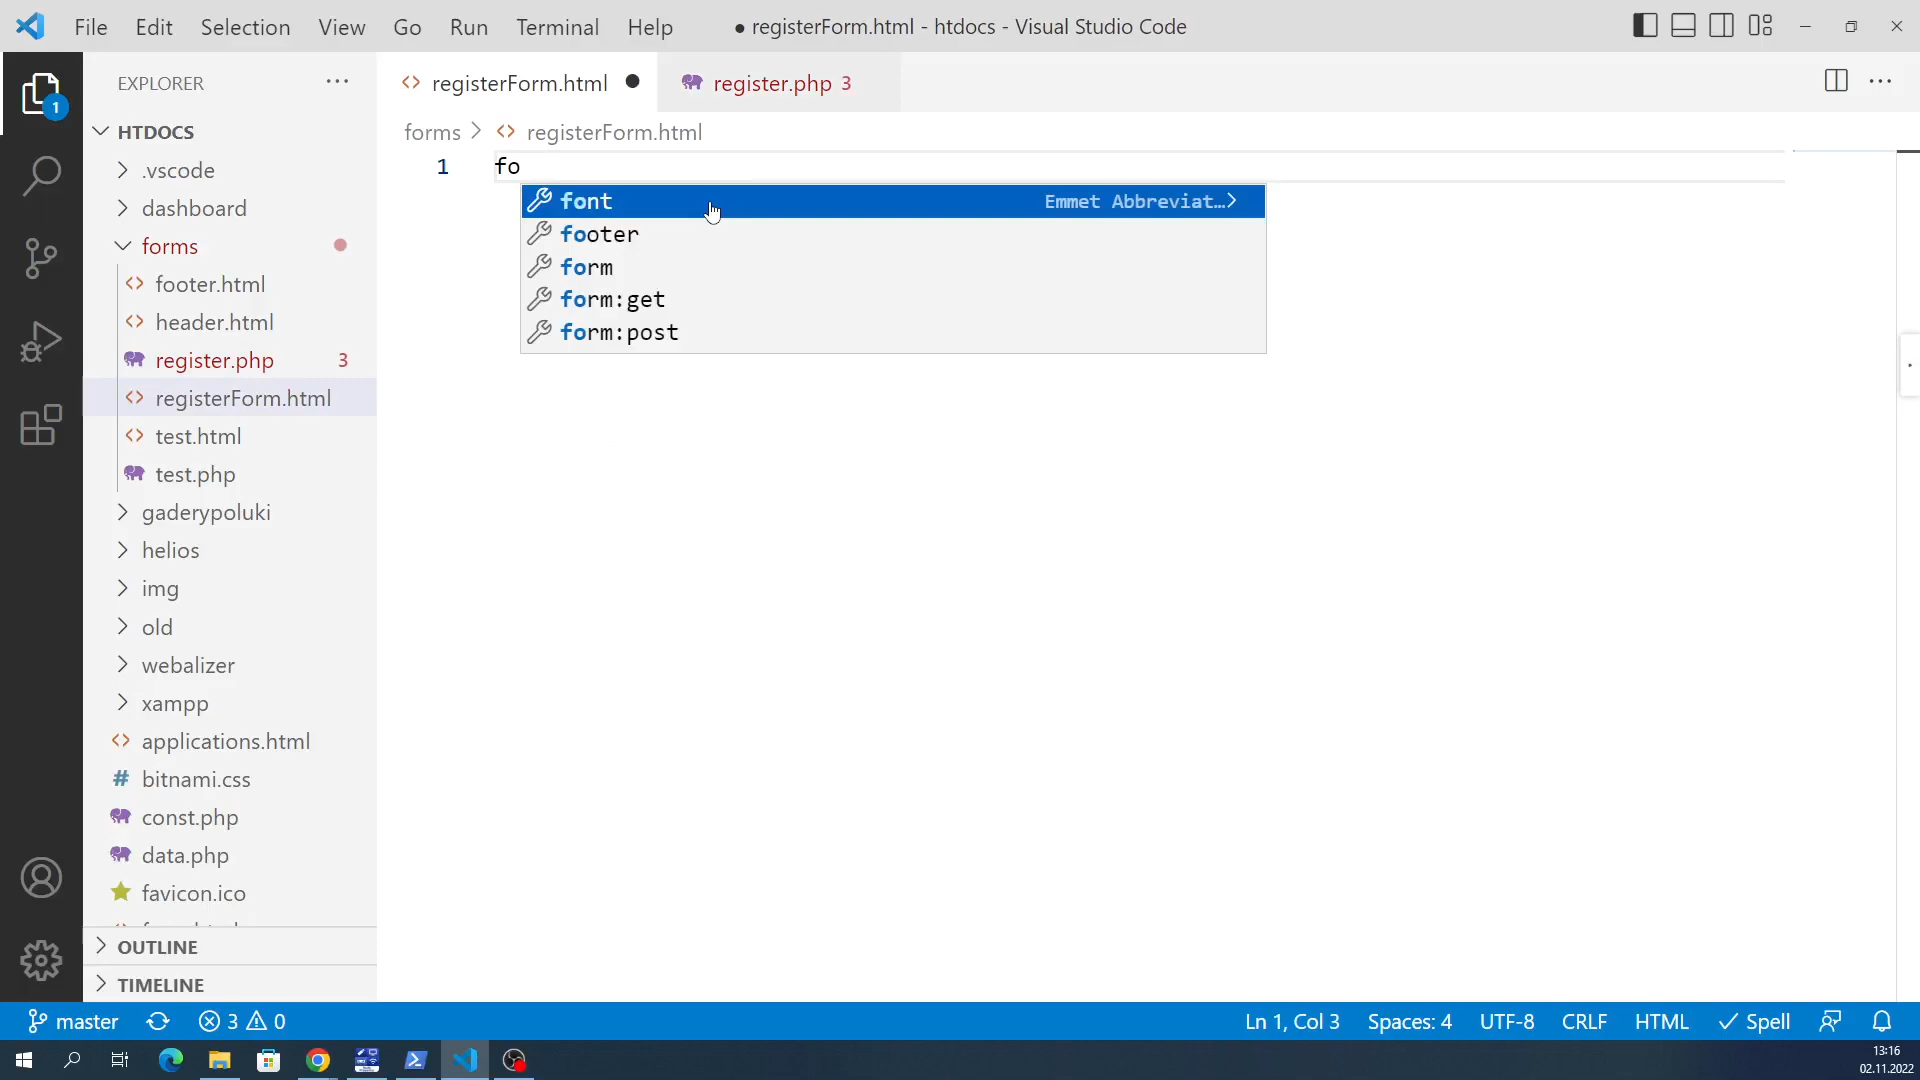 File Edit Selection View Go Run Terminal Help
● registerForm.html - htdocs - Visual Studio Code
EXPLORER
registerForm.html
register.php 3
1
HTDOCS
forms > registerForm.html
.vscode
1 fo
dashboard
font Emmet Abbreviat…
footer
form
form:get
form:post
forms
footer.html
header.html
register.php 3
registerForm.html
test.html
test.php
gaderypoluki
helios
img
old
webalizer
xampp
applications.html
bitnami.css
const.php
data.php
favicon.ico
OUTLINE
TIMELINE
master 3 0
Ln 1, Col 3 Spaces: 4 UTF-8 CRLF HTML Spell
13:16
02.11.2022